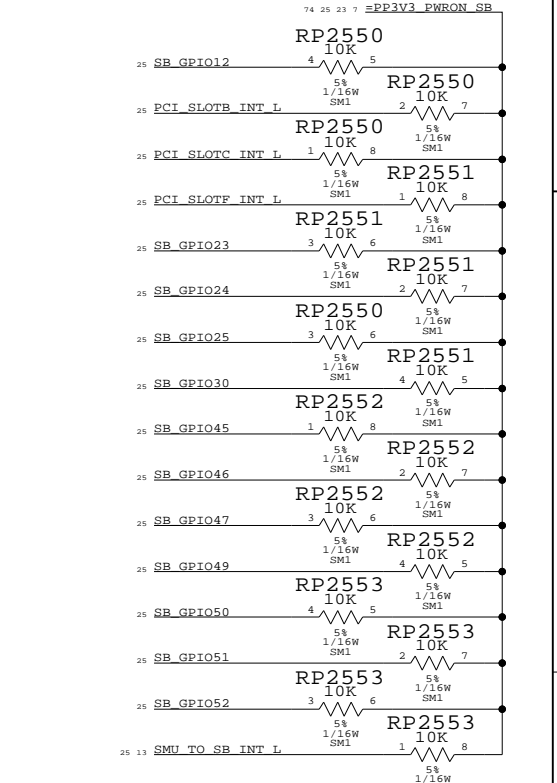 74 25 23 7 =PP3V3_PWRON_SB
RP2550
10K
25 SB_GPIO12 4 5
5%
1/16W
SM1
RP2550
10K
25 PCI_SLOTB_INT_L 2 7
5%
1/16W
SM1
RP2550
10K
25 PCI_SLOTC_INT_L 1 8
5%
1/16W
SM1
RP2551
10K
25 PCI_SLOTF_INT_L 1 8
5%
1/16W
SM1
RP2551
10K
25 SB_GPIO23 3 6
5%
1/16W
SM1
RP2551
10K
25 SB_GPIO24 2 7
5%
1/16W
SM1
RP2550
10K
25 SB_GPIO25 3 6
5%
1/16W
SM1
RP2551
10K
25 SB_GPIO30 4 5
5%
1/16W
SM1
RP2552
10K
25 SB_GPIO45 1 8
5%
1/16W
SM1
RP2552
10K
25 SB_GPIO46 2 7
5%
1/16W
SM1
RP2552
10K
25 SB_GPIO47 3 6
5%
1/16W
SM1
RP2552
10K
25 SB_GPIO49 4 5
5%
1/16W
SM1
RP2553
10K
25 SB_GPIO50 4 5
5%
1/16W
SM1
RP2553
10K
25 SB_GPIO51 2 7
5%
1/16W
SM1
RP2553
10K
25 SB_GPIO52 3 6
5%
1/16W
SM1
RP2553
10K
25 13 SMU_TO_SB_INT_L 1 8
5%
1/16W